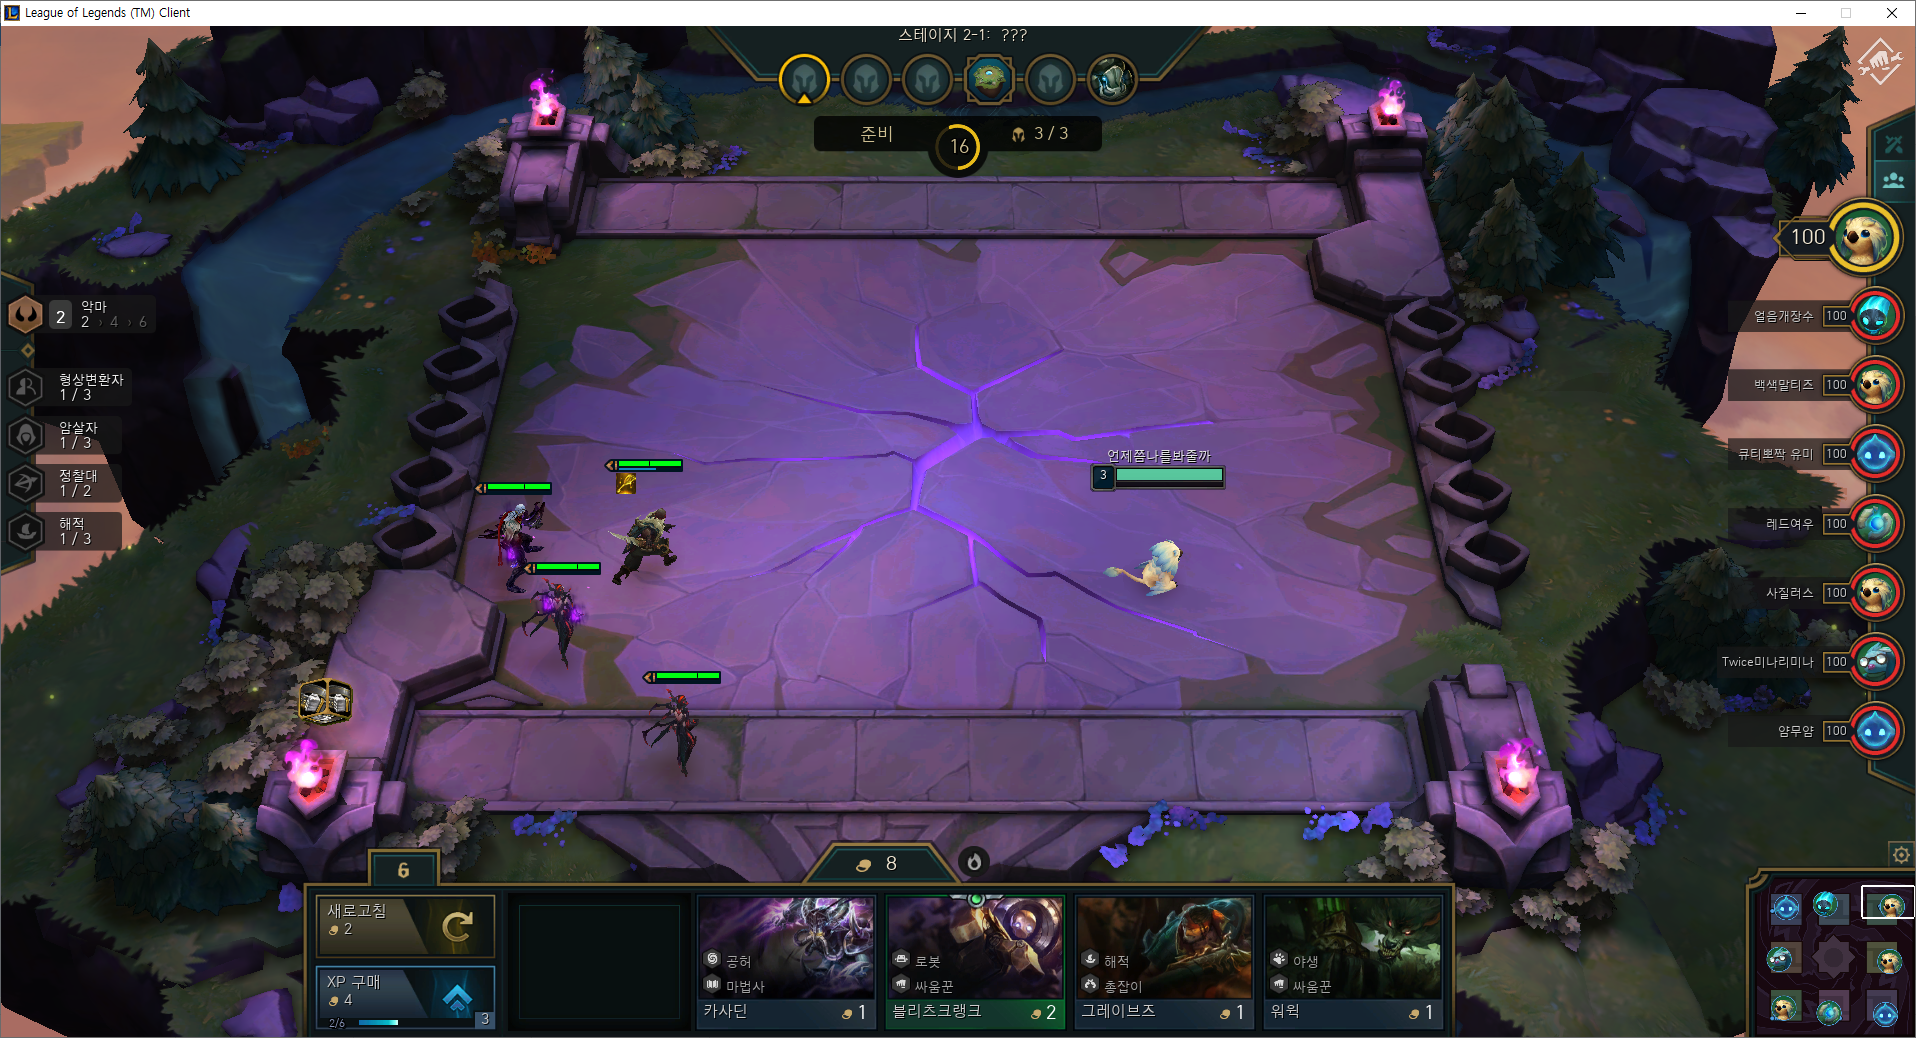 League of Legends (TM) Client
스테이지 2-1: ???
준비
16
3 / 3
2
악마
2 › 4 › 6
형상변환자
1 / 3
암살자
1 / 3
정찰대
1 / 2
해적
1 / 3
언제쯤나를봐줄까
3
100
얼음개장수 100
백색말티즈 100
큐티뽀짝 유미 100
레드여우 100
사질러스 100
Twice미나리미나 100
얌무얌 100
6
8
새로고침
2
XP 구매
4
2/6
3
공허
마법사
카사딘 1
로봇
싸움꾼
블리츠크랭크 2
해적
총잡이
그레이브즈 1
야생
싸움꾼
워윅 1